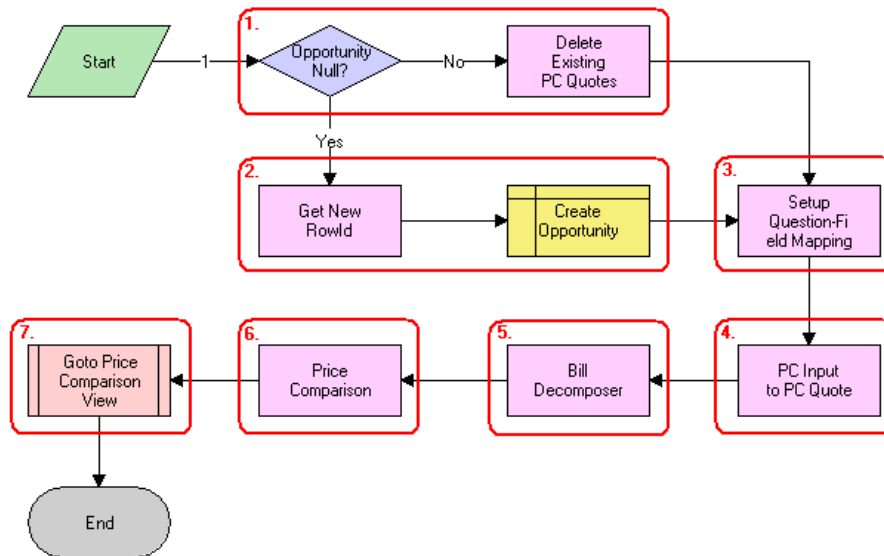 1.
Start
1
Opportunity
Null?
No
Delete
Existing
PC Quotes
Yes
2.
Get New
RowId
Create
Opportunity
3.
Setup
Question-Fi
eld Mapping
7.
Goto Price
Comparison
View
6.
Price
Comparison
5.
Bill
Decomposer
4.
PC Input
to PC Quote
End